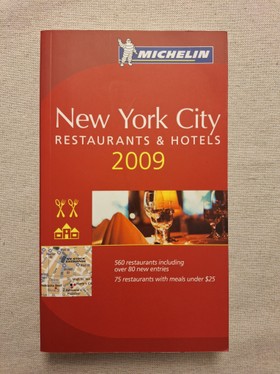 MICHELIN
New York City
RESTAURANTS & HOTELS
2009
560 restaurants including
over 80 new entries
75 restaurants with meals under $25